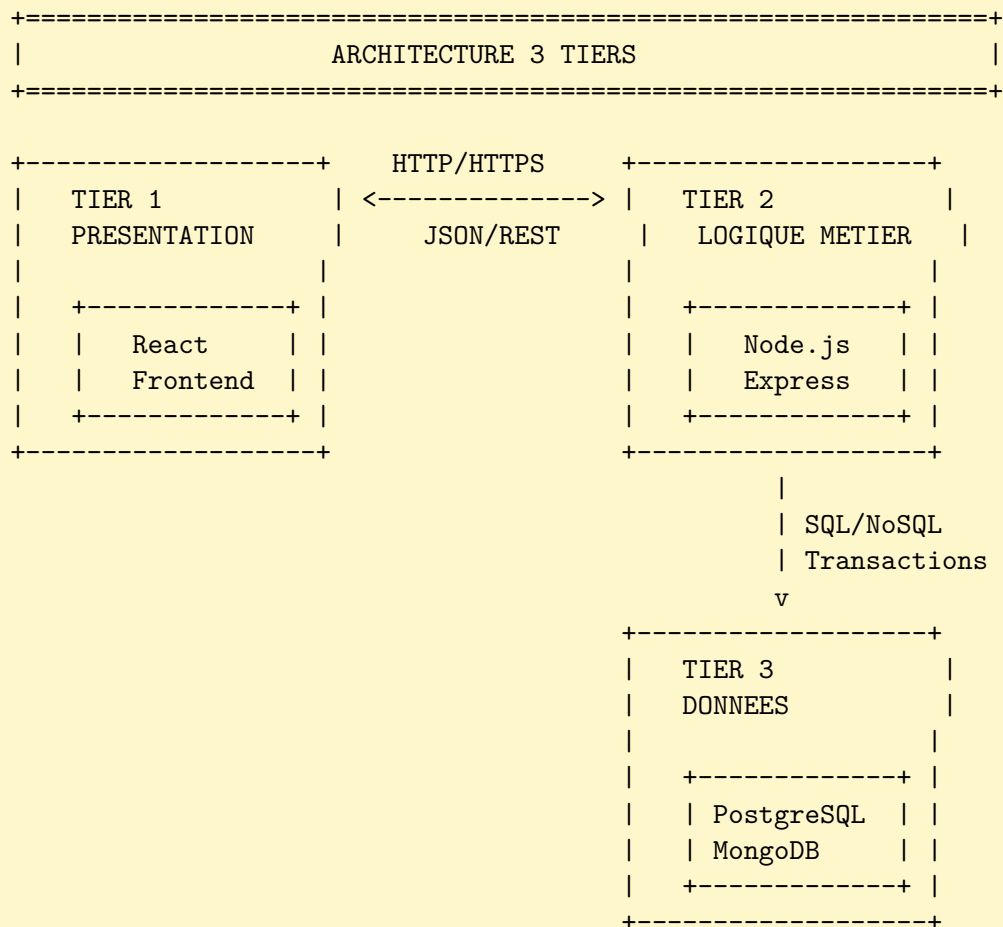 +===============================================================+
|                    ARCHITECTURE 3 TIERS                       |
+===============================================================+
+-------------------+    HTTP/HTTPS     +-------------------+
|   TIER 1           | <--------------> |   TIER 2           |
|   PRESENTATION     |     JSON/REST     |   LOGIQUE METIER   |
|                   |                   |                   |
|   +-------------+ |                   |   +-------------+ |
|   |   React     | |                   |   |   Node.js   | |
|   |   Frontend  | |                   |   |   Express   | |
|   +-------------+ |                   |   +-------------+ |
+-------------------+                   +-------------------+
                                                  |
                                                  | SQL/NoSQL
                                                  | Transactions
                                                  v
                                        +-------------------+
                                        |   TIER 3           |
                                        |   DONNEES          |
                                        |                   |
                                        |   +-------------+ |
                                        |   | PostgreSQL  | |
                                        |   | MongoDB     | |
                                        |   +-------------+ |
                                        +-------------------+